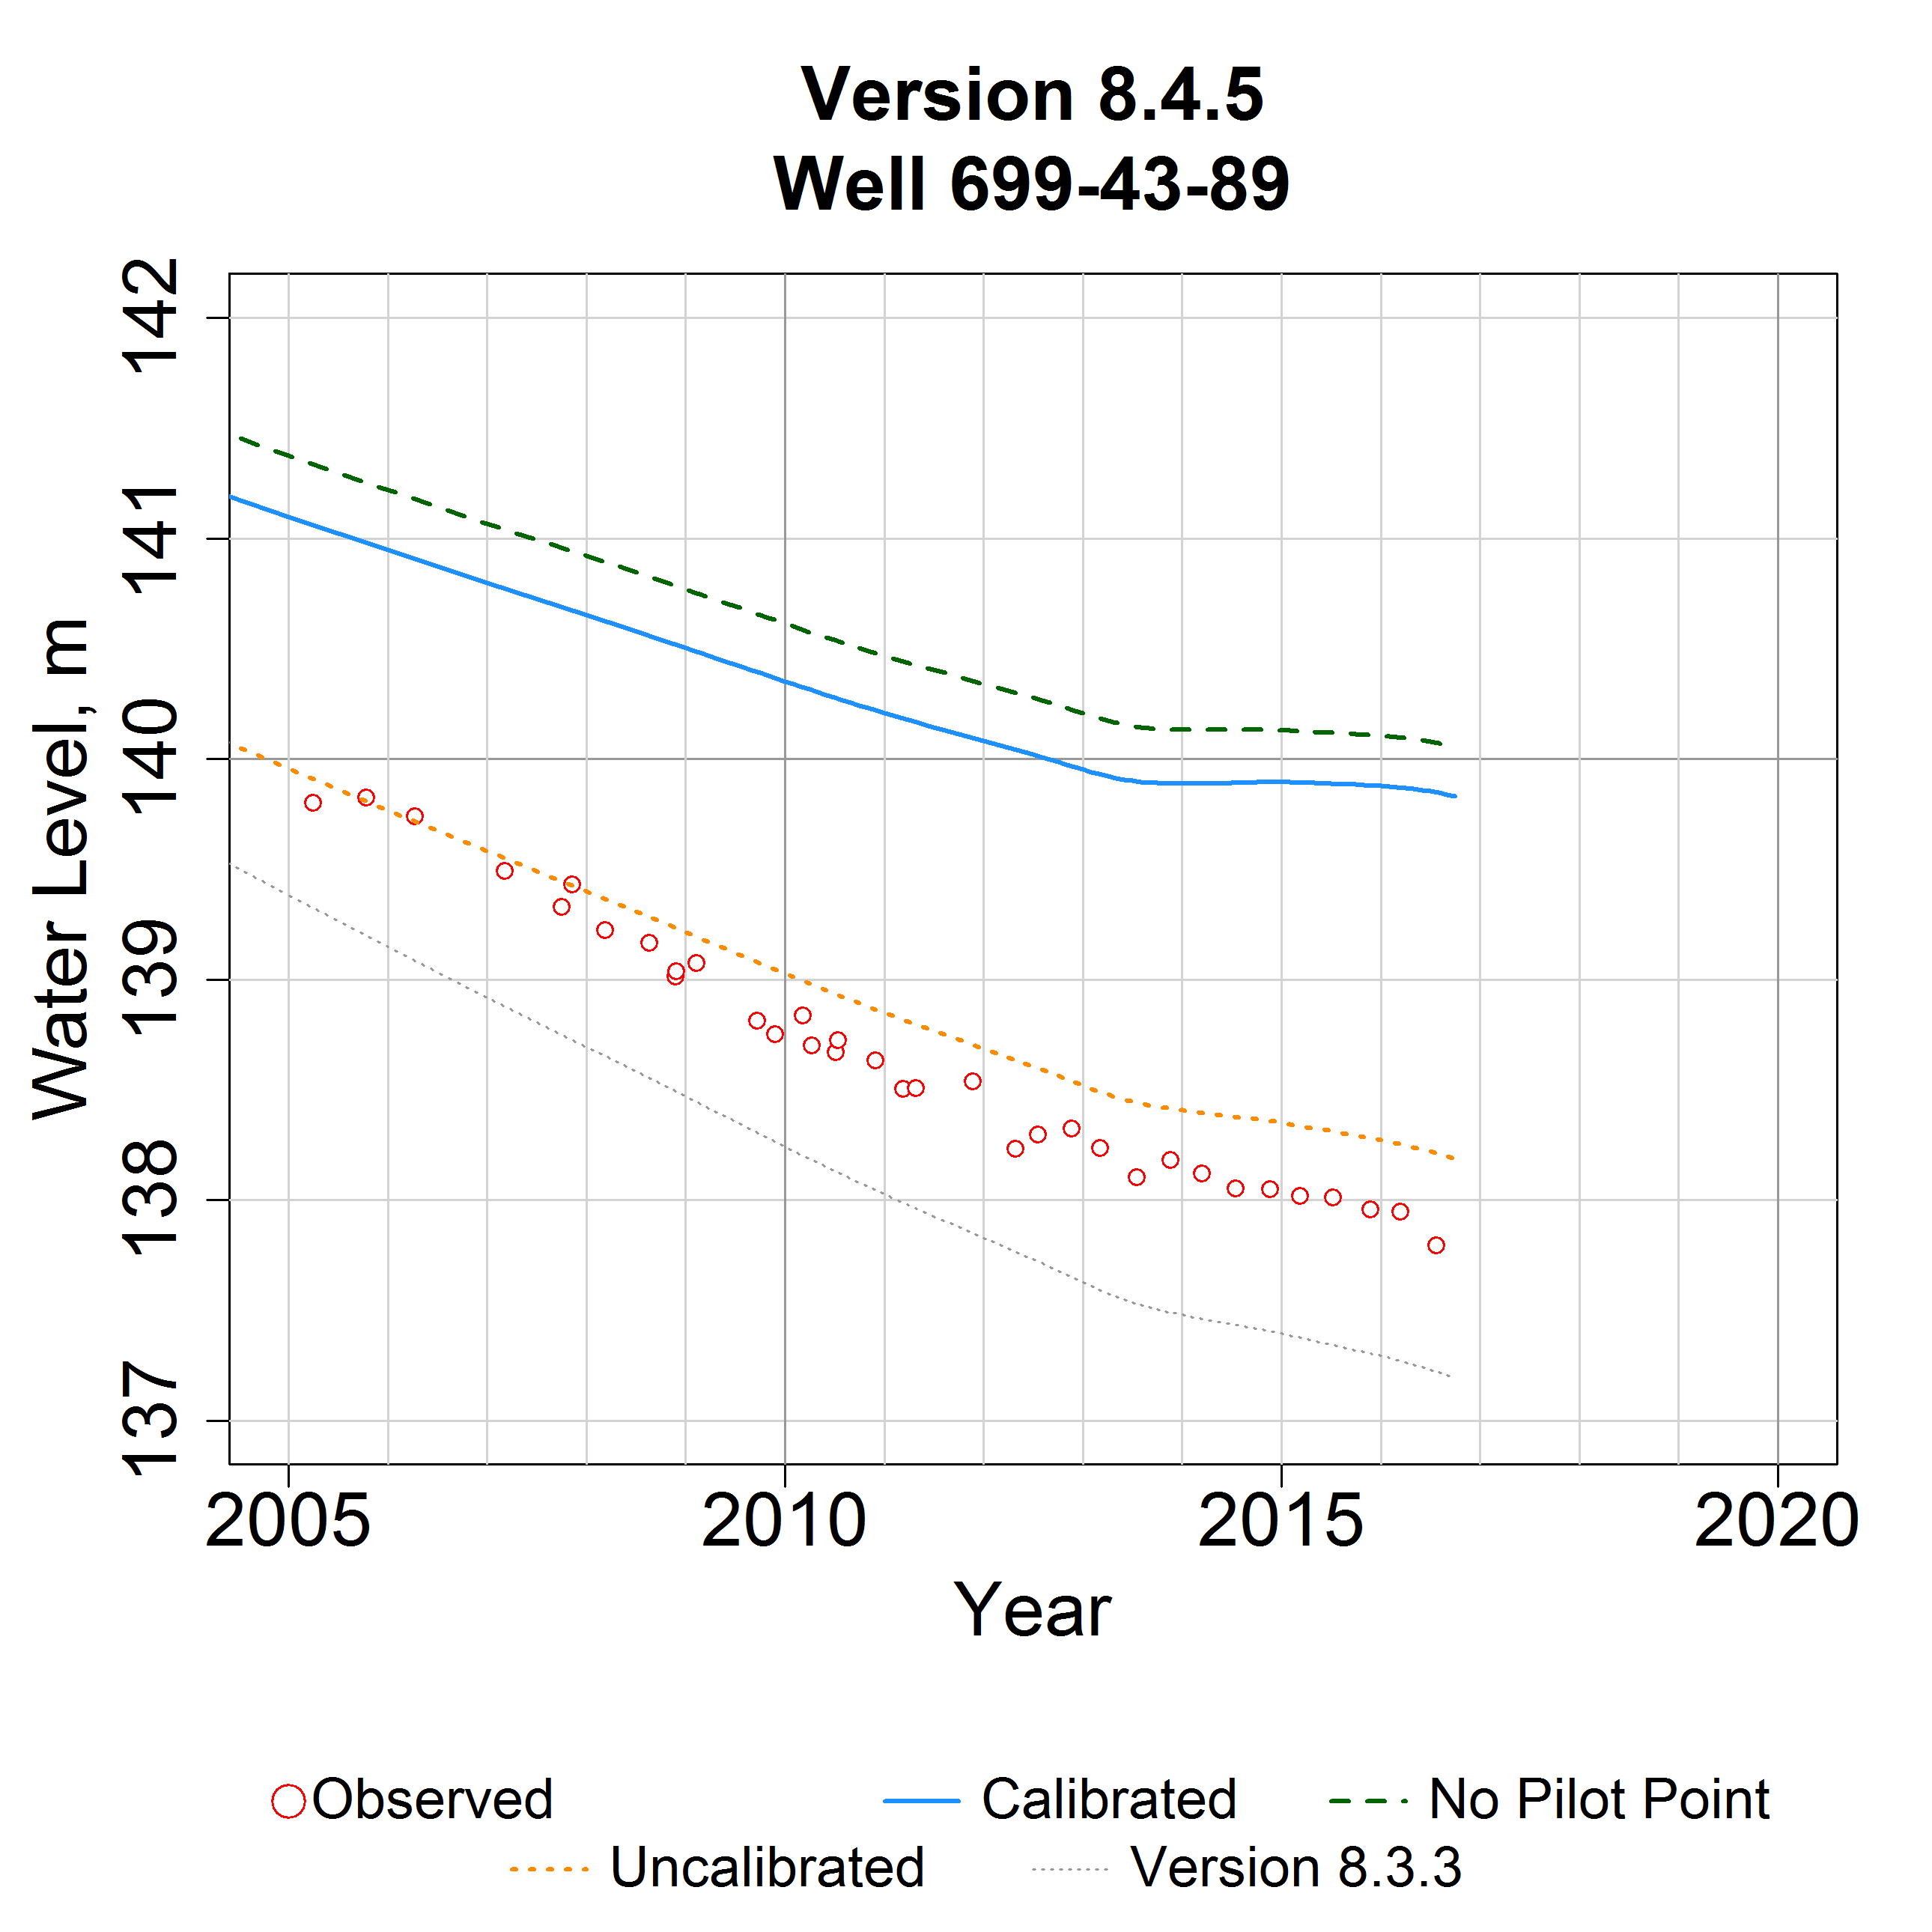 Version 8.4.5
Well 699-43-89
Water Level, m
142
141
140
139
138
137
2005 2010 2015 2020
Year
Observed Calibrated No Pilot Point
Uncalibrated Version 8.3.3